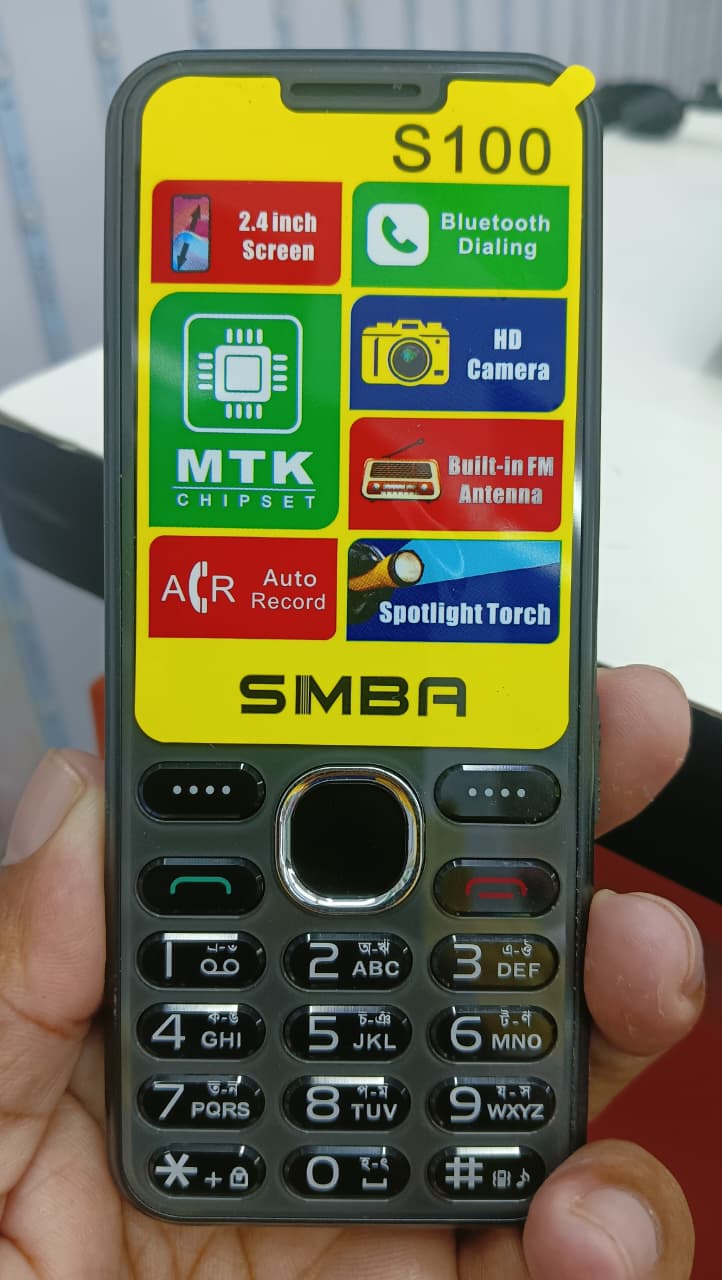 S100
2.4 inch
Screen
Bluetooth
Dialing
MTK
CHIPSET
HD
Camera
Built-in FM
Antenna
ACR
Auto
Record
Spotlight Torch
SIMBA
1
2 অ-ঋ
ABC
3 এ-ঔ
DEF
4 ক-ঙ
GHI
5 চ-ঞ
JKL
6 ট-ণ
MNO
7 ত-ন
PQRS
8 প-ম
TUV
9 য-স
WXYZ
* +
0 হ-ৎ
#